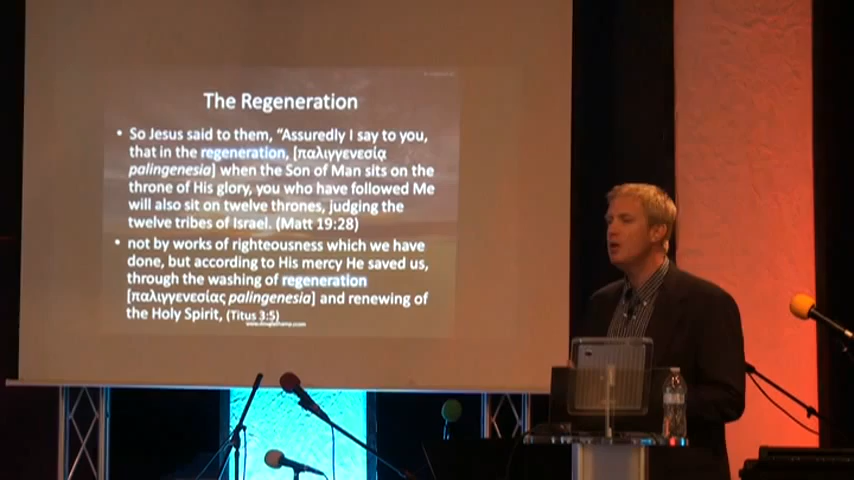 The Regeneration
• So Jesus said to them, “Assuredly I say to you,
that in the regeneration, [παλιγγενεσίᾳ
palingenesia] when the Son of Man sits on the
throne of His glory, you who have followed Me
will also sit on twelve thrones, judging the
twelve tribes of Israel. (Matt 19:28)
• not by works of righteousness which we have
done, but according to His mercy He saved us,
through the washing of regeneration
[παλιγγενεσίας palingenesia] and renewing of
the Holy Spirit, (Titus 3:5)